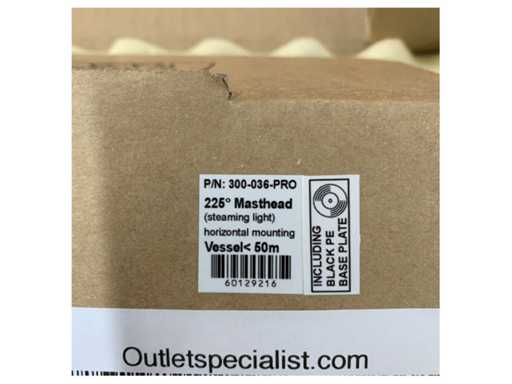 P/N: 300-036-PRO
225° Masthead
(steaming light)
horizontal mounting
Vessel< 50m
60129216
INCLUDING
BLACK PE
BASE PLATE
Outletspecialist.com